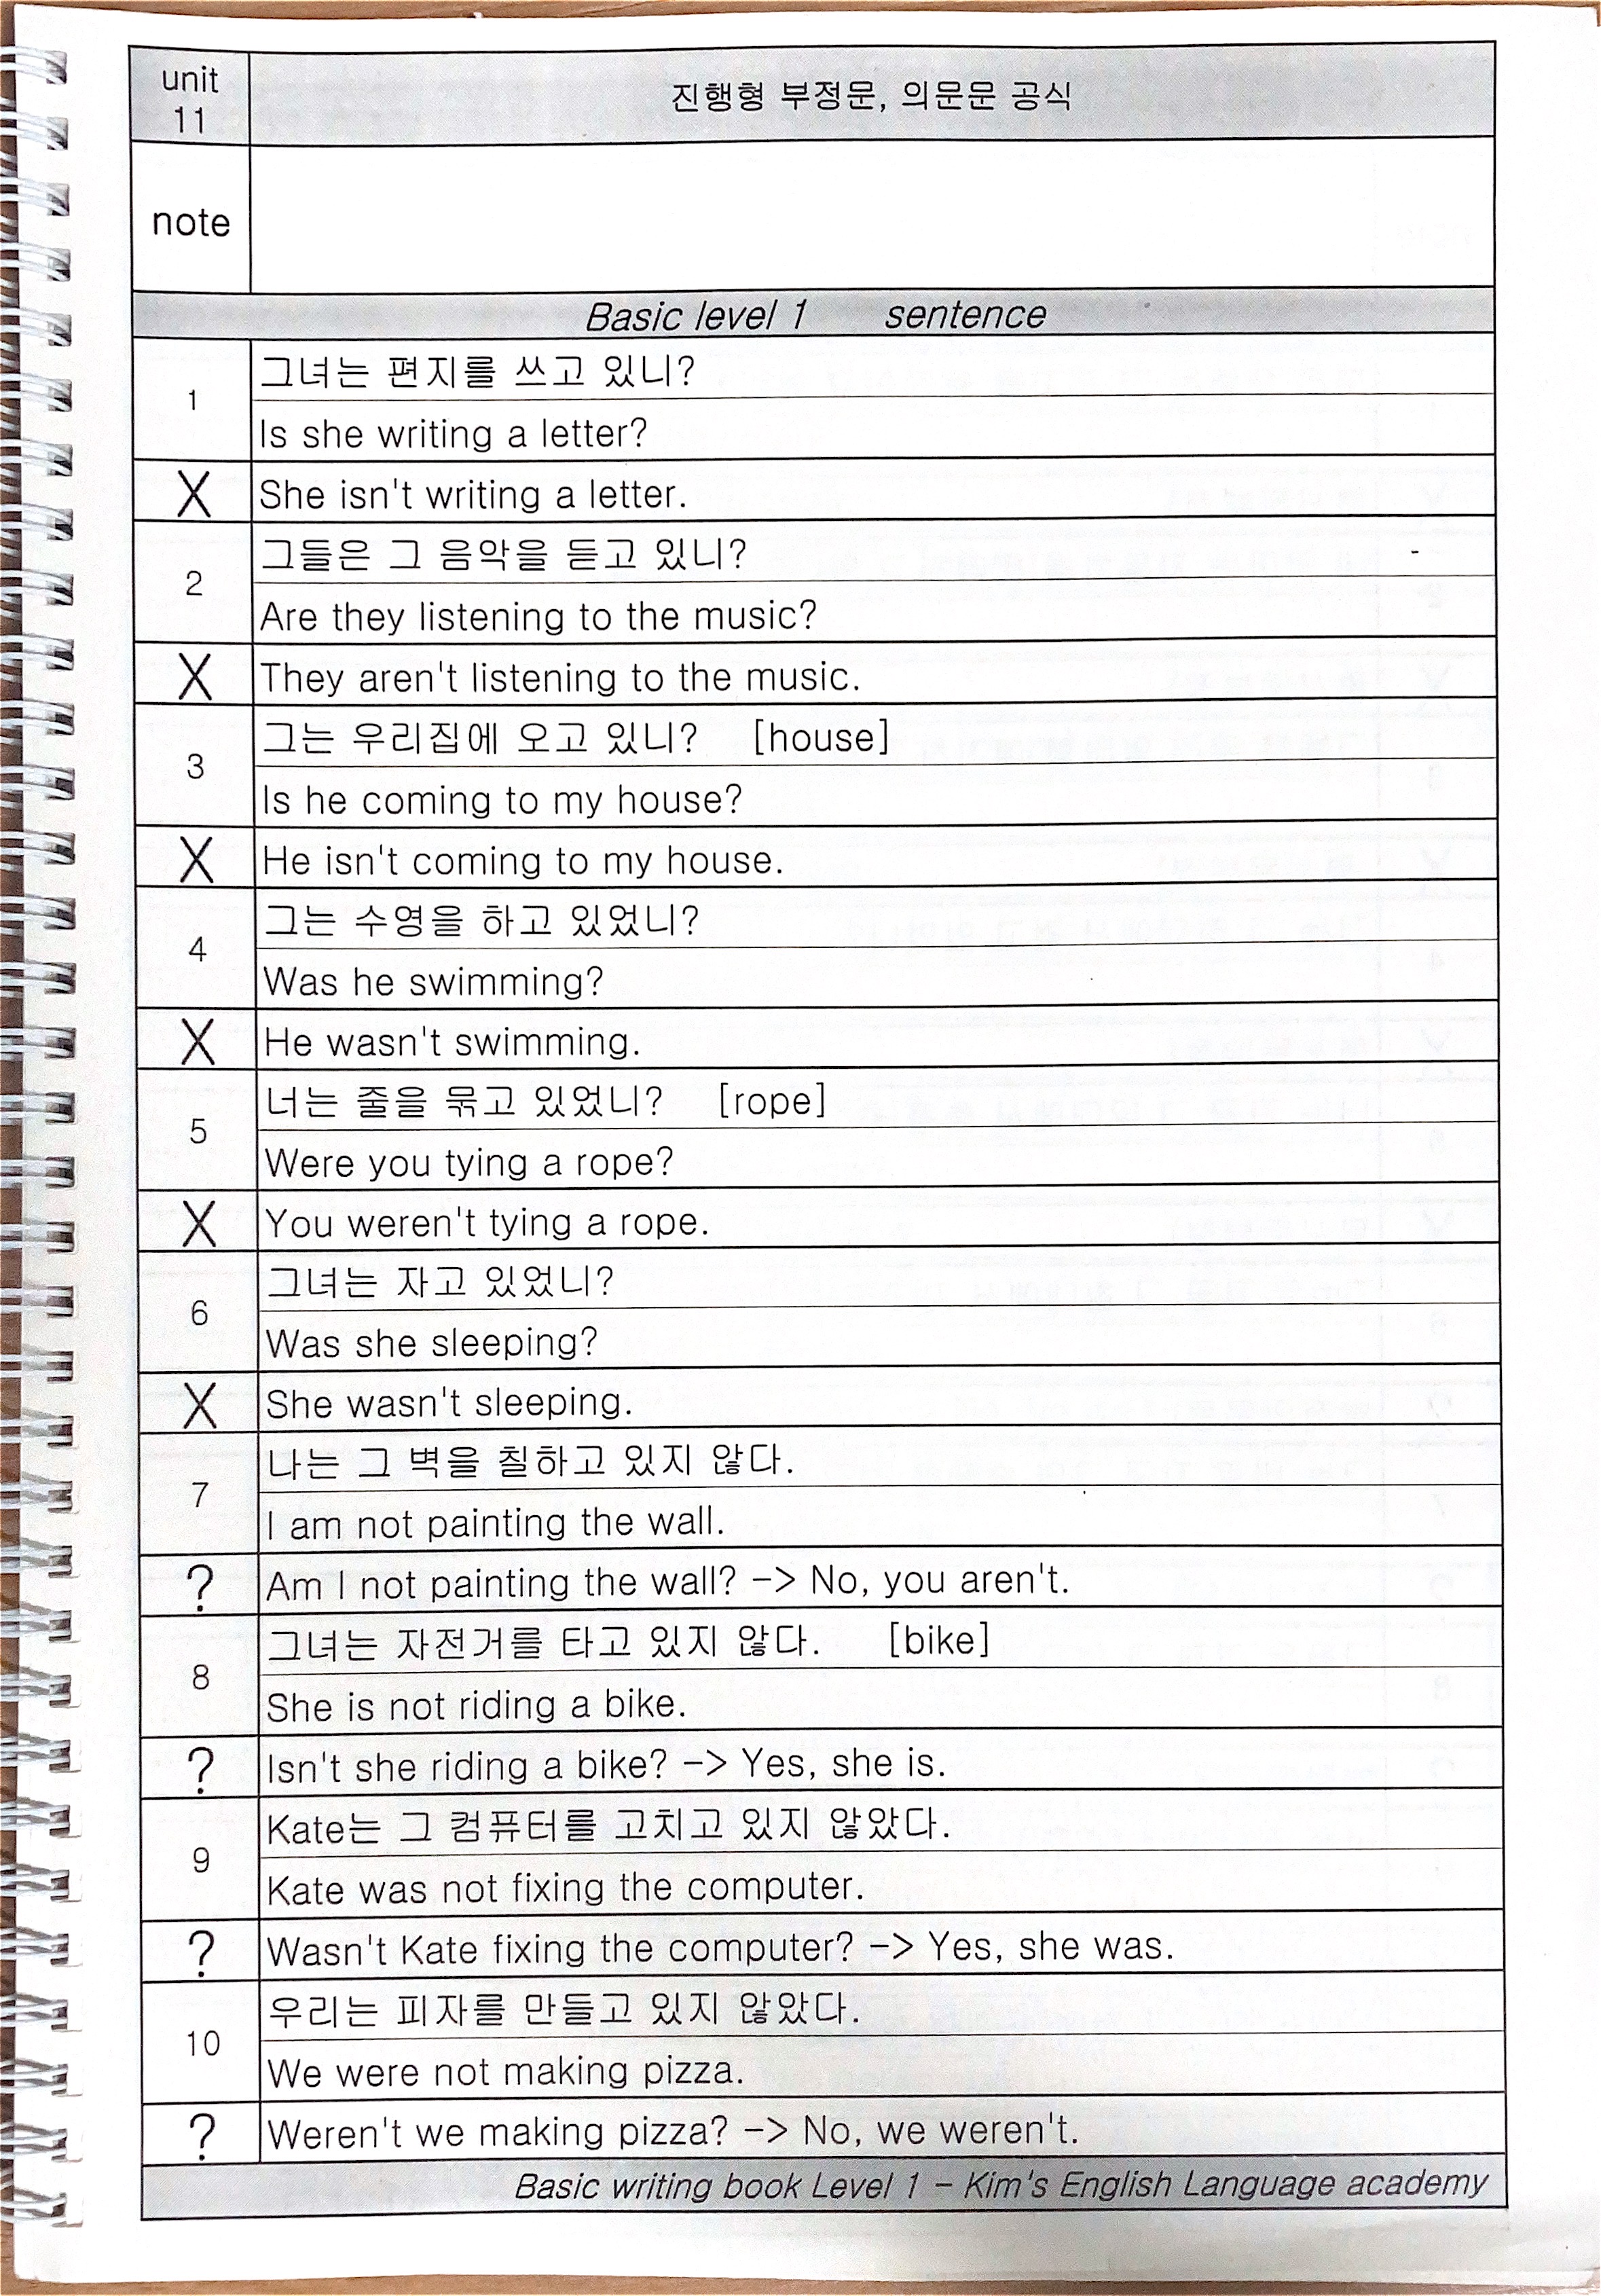 unit
11
진행형 부정문, 의문문 공식
note
Basic level 1 sentence
1
그녀는 편지를 쓰고 있니?
Is she writing a letter?
X She isn't writing a letter.
2
그들은 그 음악을 듣고 있니?
Are they listening to the music?
X They aren't listening to the music.
3
그는 우리집에 오고 있니? [house]
Is he coming to my house?
X He isn't coming to my house.
4
그는 수영을 하고 있었니?
Was he swimming?
X He wasn't swimming.
5
너는 줄을 묶고 있었니? [rope]
Were you tying a rope?
X You weren't tying a rope.
6
그녀는 자고 있었니?
Was she sleeping?
X She wasn't sleeping.
7
나는 그 벽을 칠하고 있지 않다.
I am not painting the wall.
? Am I not painting the wall? -> No, you aren't.
8
그녀는 자전거를 타고 있지 않다. [bike]
She is not riding a bike.
? Isn't she riding a bike? -> Yes, she is.
9
Kate는 그 컴퓨터를 고치고 있지 않았다.
Kate was not fixing the computer.
? Wasn't Kate fixing the computer? -> Yes, she was.
10
우리는 피자를 만들고 있지 않았다.
We were not making pizza.
? Weren't we making pizza? -> No, we weren't.
Basic writing book Level 1 - Kim's English Language academy